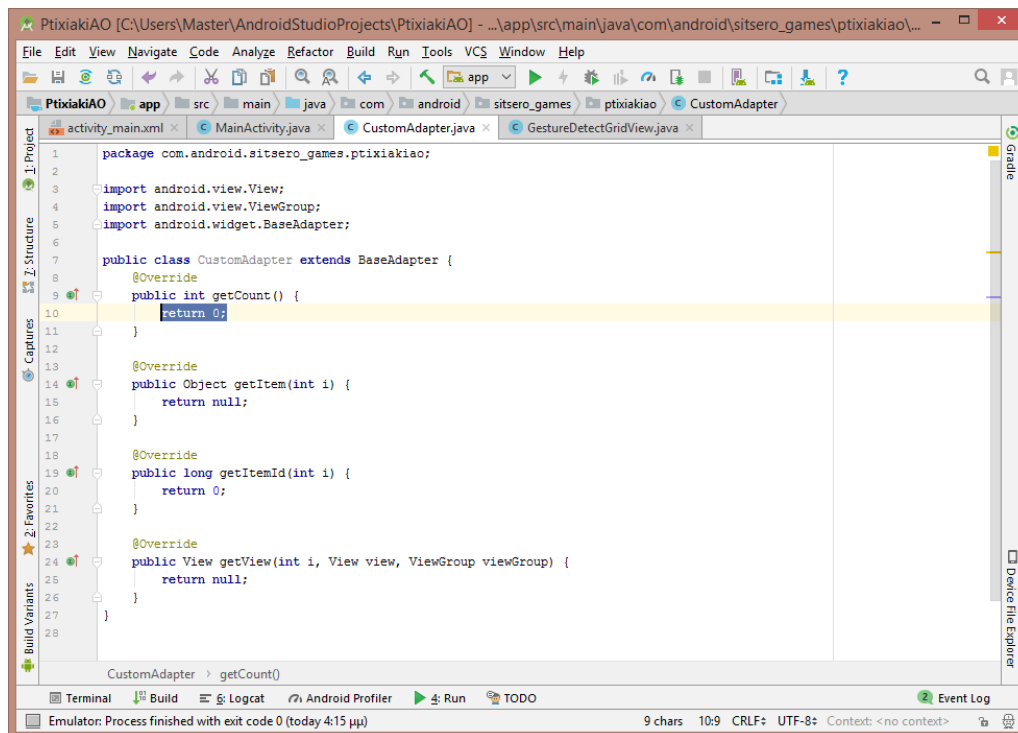 PtixiakiAO [C:\Users\Master\AndroidStudioProjects\PtixiakiAO] - ...\app\src\main\java\com\android\sitsero_games\ptixiakiao\...
File Edit View Navigate Code Analyze Refactor Build Run Tools VCS Window Help
app
PtixiakiAO app src main java com android sitsero_games ptixiakiao CustomAdapter
activity_main.xml MainActivity.java CustomAdapter.java GestureDetectGridView.java
1: Project
7: Structure
Captures
2: Favorites
Build Variants
1 package com.android.sitsero_games.ptixiakiao;
2
3 import android.view.View;
4 import android.view.ViewGroup;
5 import android.widget.BaseAdapter;
6
7 public class CustomAdapter extends BaseAdapter {
8 @Override
9 public int getCount() {
10 return 0;
11 }
12
13 @Override
14 public Object getItem(int i) {
15 return null;
16 }
17
18 @Override
19 public long getItemId(int i) {
20 return 0;
21 }
22
23 @Override
24 public View getView(int i, View view, ViewGroup viewGroup) {
25 return null;
26 }
27 }
28
Gradle
Device File Explorer
CustomAdapter > getCount()
Terminal Build 6: Logcat Android Profiler 4: Run TODO 2 Event Log
Emulator: Process finished with exit code 0 (today 4:15 μμ) 9 chars 10:9 CRLF UTF-8 Context: <no context>